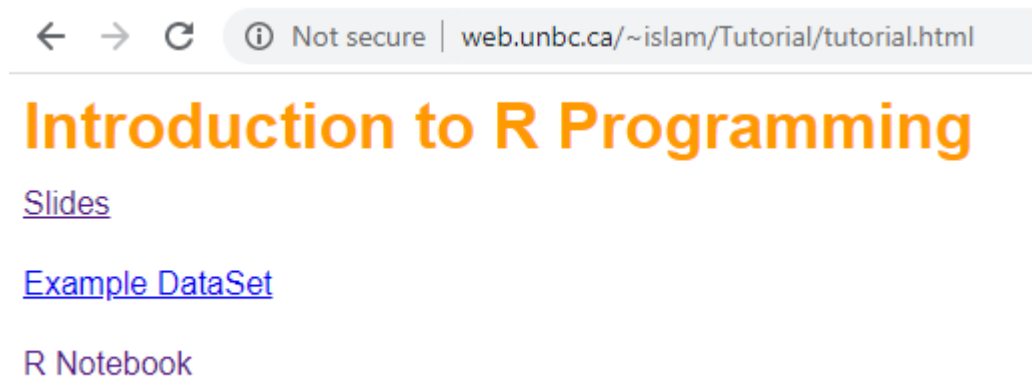 Not secure | web.unbc.ca/~islam/Tutorial/tutorial.html
Introduction to R Programming
Slides
Example DataSet
R Notebook